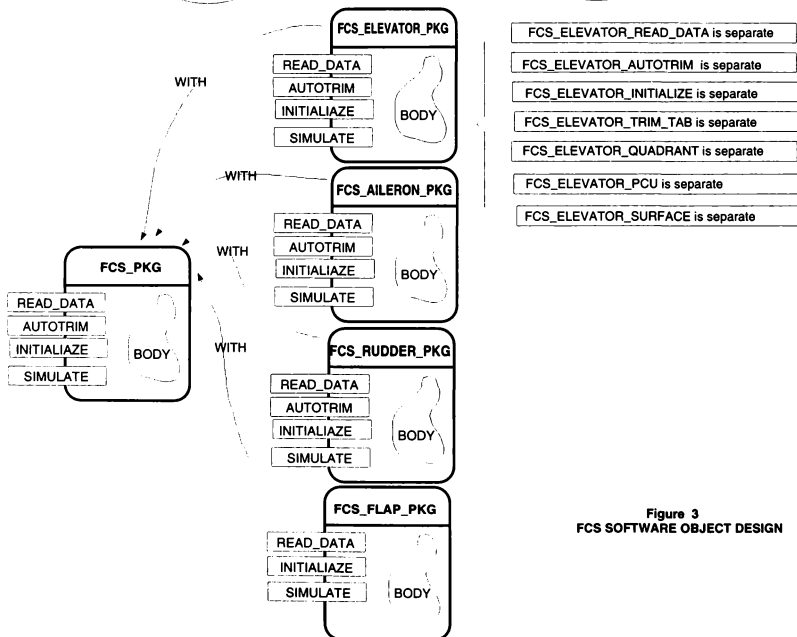 FCS_ELEVATOR_PKG
READ_DATA
AUTOTRIM
INITIALIAZE
SIMULATE
BODY
FCS_ELEVATOR_READ_DATA is separate
FCS_ELEVATOR_AUTOTRIM is separate
FCS_ELEVATOR_INITIALIZE is separate
FCS_ELEVATOR_TRIM_TAB is separate
FCS_ELEVATOR_QUADRANT is separate
FCS_ELEVATOR_PCU is separate
FCS_ELEVATOR_SURFACE is separate
WITH
WITH
WITH
WITH
FCS_AILERON_PKG
READ_DATA
AUTOTRIM
INITIALIAZE
SIMULATE
BODY
FCS_PKG
READ_DATA
AUTOTRIM
INITIALIAZE
SIMULATE
BODY
FCS_RUDDER_PKG
READ_DATA
AUTOTRIM
INITIALIAZE
SIMULATE
BODY
FCS_FLAP_PKG
READ_DATA
INITIALIAZE
SIMULATE
BODY
Figure 3
FCS SOFTWARE OBJECT DESIGN